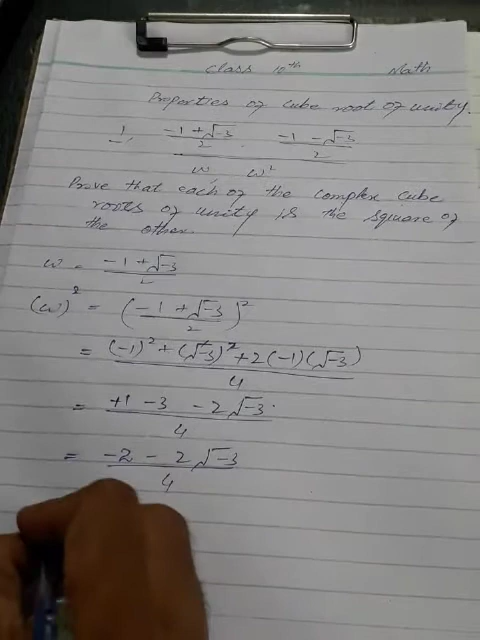 Class 10th Math
Properties of cube root of unity.
1, (-1+√-3)/2 , (-1-√-3)/2
w, w²
Prove that each of the complex cube
roots of unity is the square of
the other.
w = (-1+√-3)/2
(w)² = ((-1+√-3)/2)²
= ((-1)²+(√-3)²+2(-1)(√-3))/4
= (+1-3-2√-3)/4
= (-2-2√-3)/4